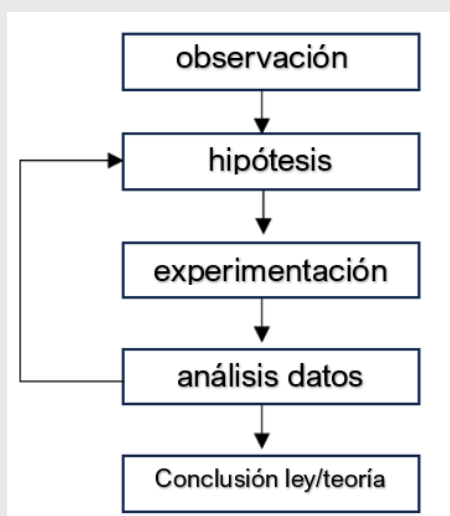 observación
hipótesis
experimentación
análisis datos
Conclusión ley/teoría